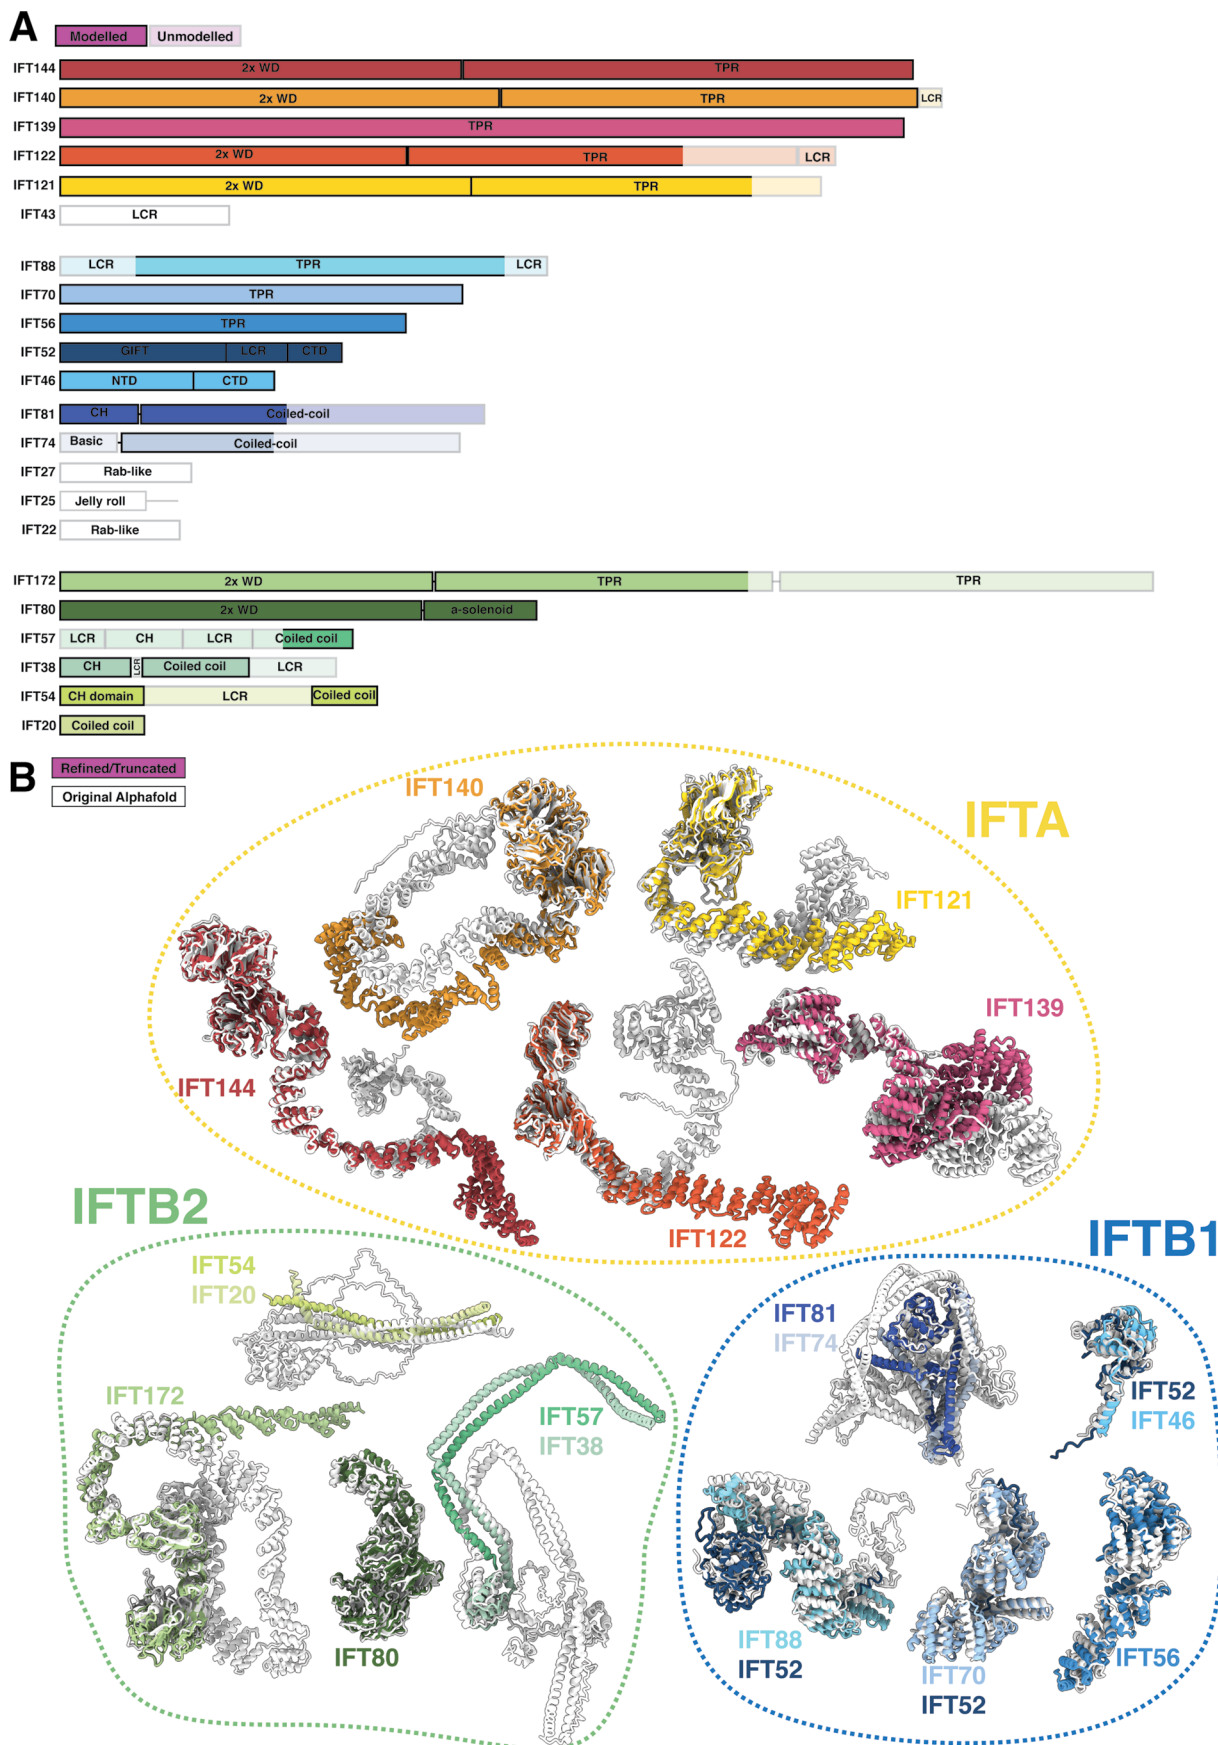 A
Modelled Unmodelled
IFT144 2x WD TPR
IFT140 2x WD TPR LCR
IFT139 TPR
IFT122 2x WD TPR LCR
IFT121 2x WD TPR
IFT43 LCR
IFT88 LCR TPR LCR
IFT70 TPR
IFT56 TPR
IFT52 GIFT LCR CTD
IFT46 NTD CTD
IFT81 CH Coiled-coil
IFT74 Basic Coiled-coil
IFT27 Rab-like
IFT25 Jelly roll
IFT22 Rab-like
IFT172 2x WD TPR TPR
IFT80 2x WD a-solenoid
IFT57 LCR CH LCR Coiled coil
IFT38 CH LCR Coiled coil LCR
IFT54 CH domain LCR Coiled coil
IFT20 Coiled coil
B
Refined/Truncated
Original Alphafold
IFT140
IFTA
IFT121
IFT139
IFT144
IFT122
IFTB2
IFTB1
IFT54
IFT20
IFT81
IFT74
IFT52
IFT46
IFT172
IFT57
IFT38
IFT80
IFT88
IFT52
IFT70
IFT52
IFT56